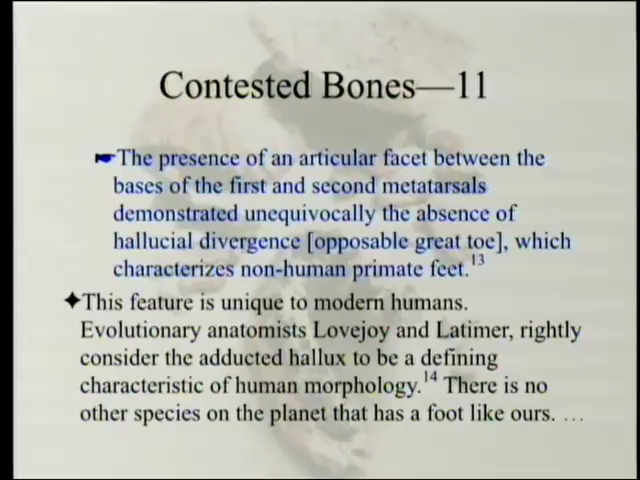 Contested Bones—11
The presence of an articular facet between the
bases of the first and second metatarsals
demonstrated unequivocally the absence of
hallucial divergence [opposable great toe], which
characterizes non-human primate feet.13
This feature is unique to modern humans.
Evolutionary anatomists Lovejoy and Latimer, rightly
consider the adducted hallux to be a defining
characteristic of human morphology.14 There is no
other species on the planet that has a foot like ours. …